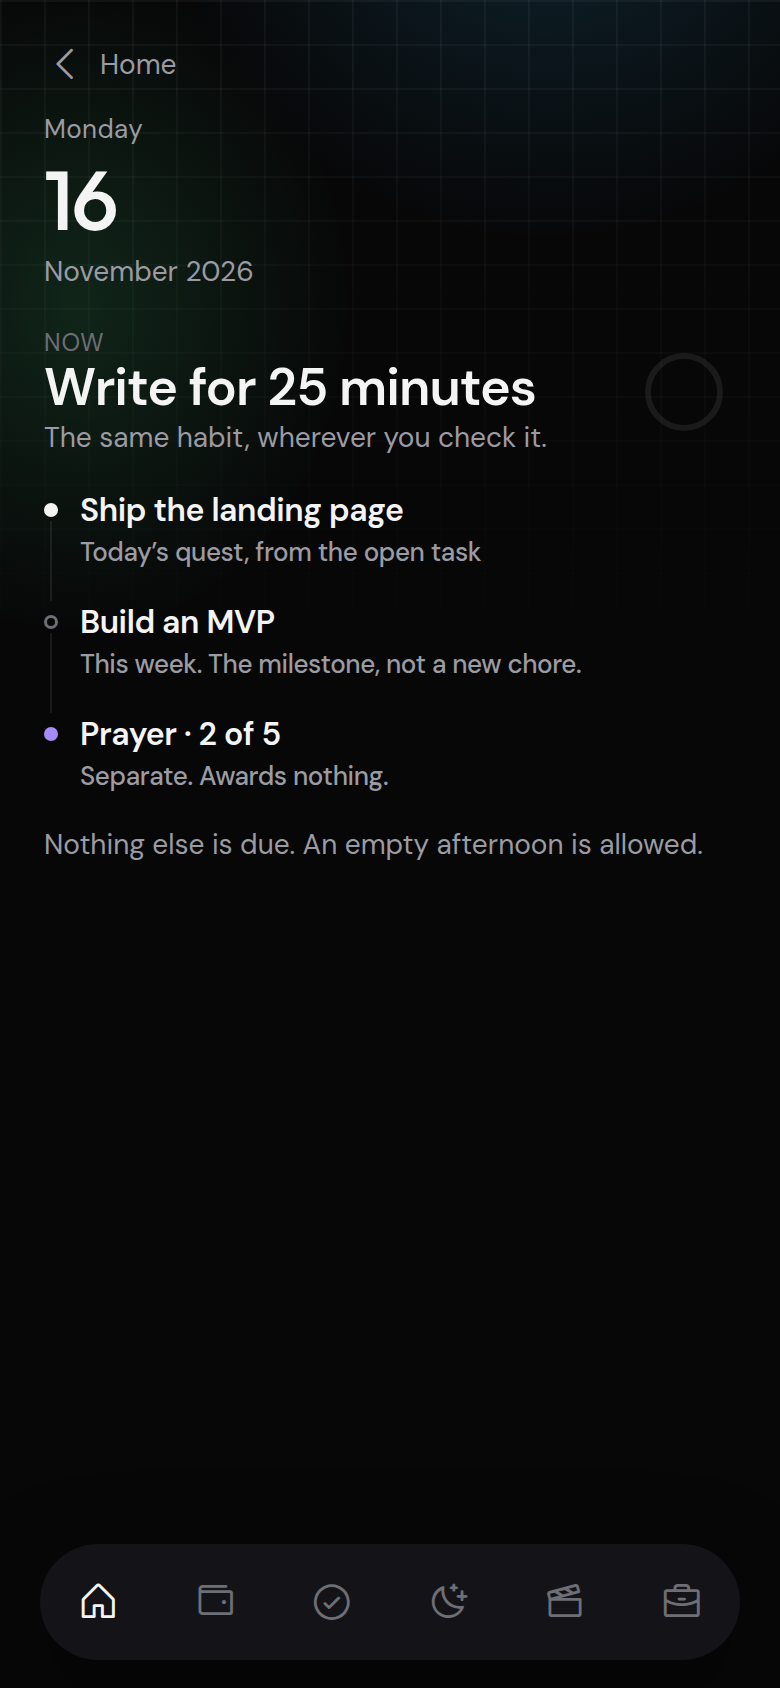 Home
Monday
16
November 2026
NOW
Write for 25 minutes
The same habit, wherever you check it.
Ship the landing page
Today’s quest, from the open task
Build an MVP
This week. The milestone, not a new chore.
Prayer · 2 of 5
Separate. Awards nothing.
Nothing else is due. An empty afternoon is allowed.